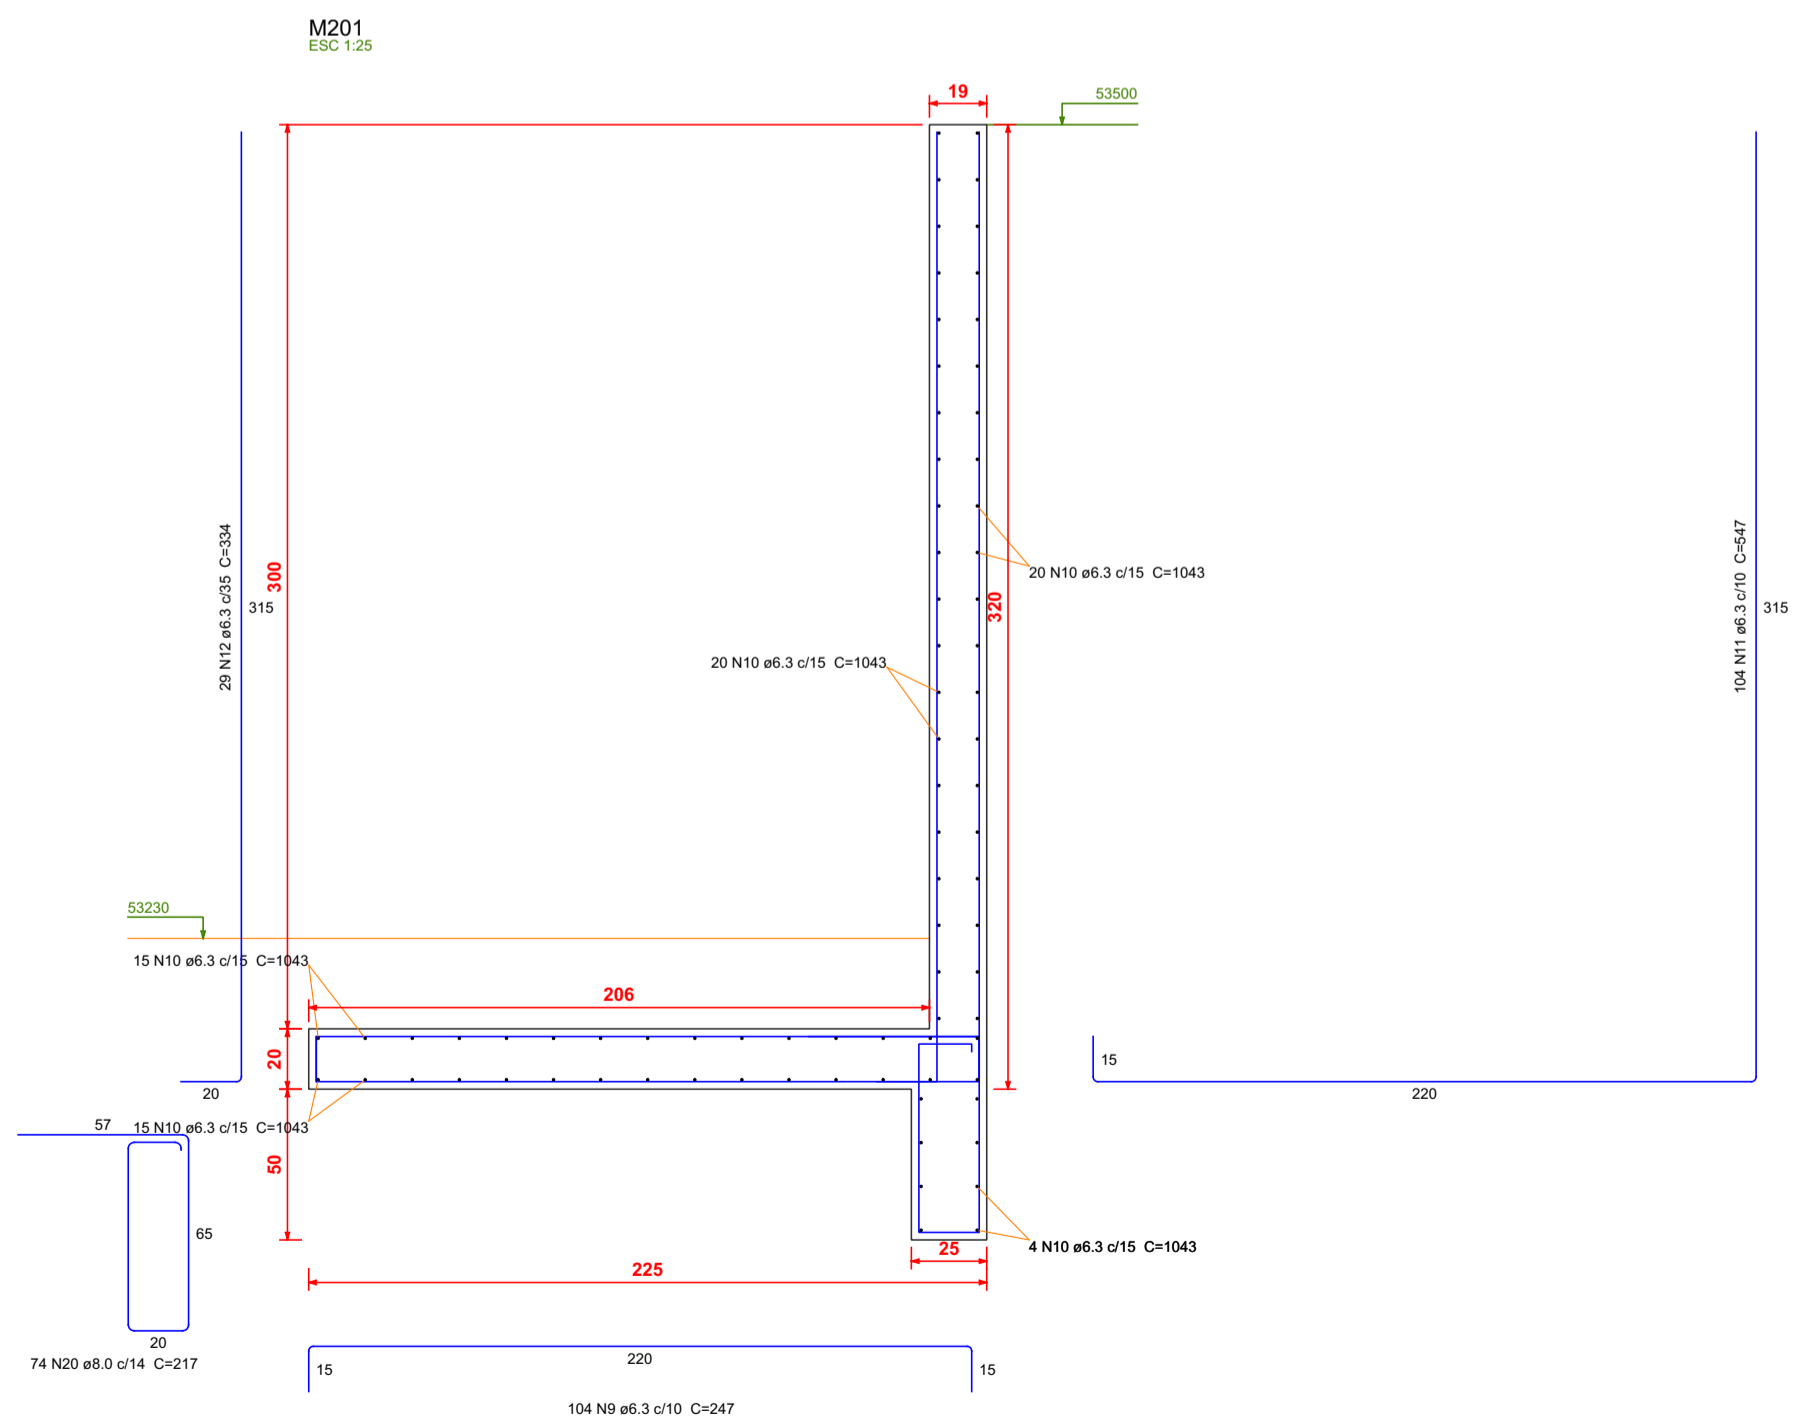 M201
ESC 1:25
19
53500
300
320
29 N12 ø6.3 c/35 C=334
315
20 N10 ø6.3 c/15 C=1043
20 N10 ø6.3 c/15 C=1043
104 N11 ø6.3 c/10 C=547
315
53230
15 N10 ø6.3 c/15 C=1043
206
20
20
15
220
57
15 N10 ø6.3 c/15 C=1043
50
65
25
4 N10 ø6.3 c/15 C=1043
225
20
74 N20 ø8.0 c/14 C=217
15
220
15
104 N9 ø6.3 c/10 C=247